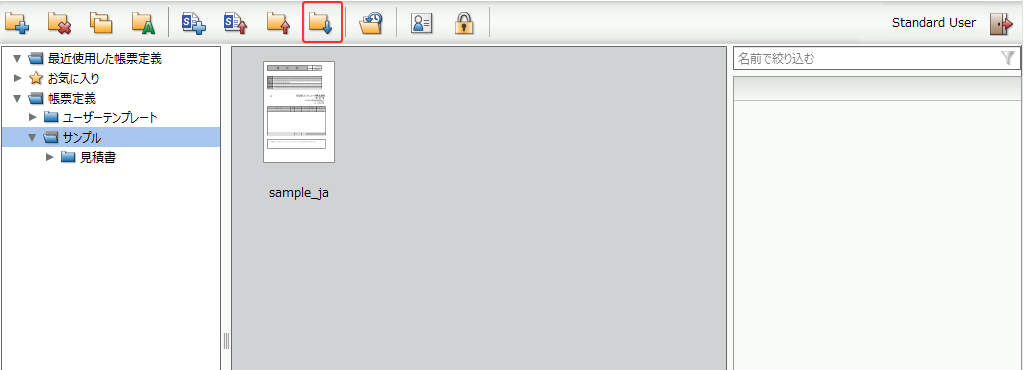 Standard User
最近使用した帳票定義
お気に入り
帳票定義
ユーザーテンプレート
サンプル
見積書
sample_ja
名前で絞り込む